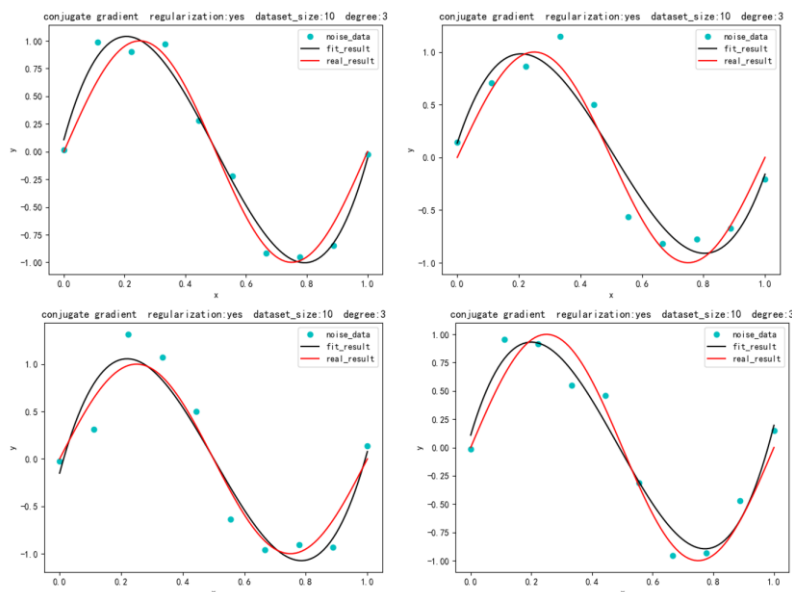 conjugate gradient regularization:yes dataset_size:10 degree:3
noise_data
fit_result
real_result
1.00
0.75
0.50
0.25
0.00
-0.25
-0.50
-0.75
-1.00
y
0.0 0.2 0.4 0.6 0.8 1.0
x
conjugate gradient regularization:yes dataset_size:10 degree:3
noise_data
fit_result
real_result
1.0
0.5
0.0
-0.5
-1.0
y
0.0 0.2 0.4 0.6 0.8 1.0
x
conjugate gradient regularization:yes dataset_size:10 degree:3
noise_data
fit_result
real_result
1.0
0.5
0.0
-0.5
-1.0
y
0.0 0.2 0.4 0.6 0.8 1.0
conjugate gradient regularization:yes dataset_size:10 degree:3
noise_data
fit_result
real_result
1.00
0.75
0.50
0.25
0.00
-0.25
-0.50
-0.75
-1.00
y
0.0 0.2 0.4 0.6 0.8 1.0